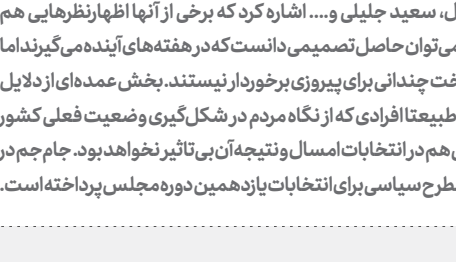 ل، سعید جلیلی و.... اشاره کرد که برخی از آنها اظهارنظرهایی هم
می‌توان حاصل تصمیمی دانست که در هفته‌های آینده می‌گیرند اما
خت چندانی برای پیروزی برخوردار نیستند. بخش عمده‌ای از دلایل
طبیعتا افرادی که از نگاه مردم در شکل‌گیری وضعیت فعلی کشور
ی هم در انتخابات امسال و نتیجه آن بی‌تاثیر نخواهد بود. جام‌جم در
طرح سیاسی برای انتخابات یازدهمین دوره مجلس پرداخته است.